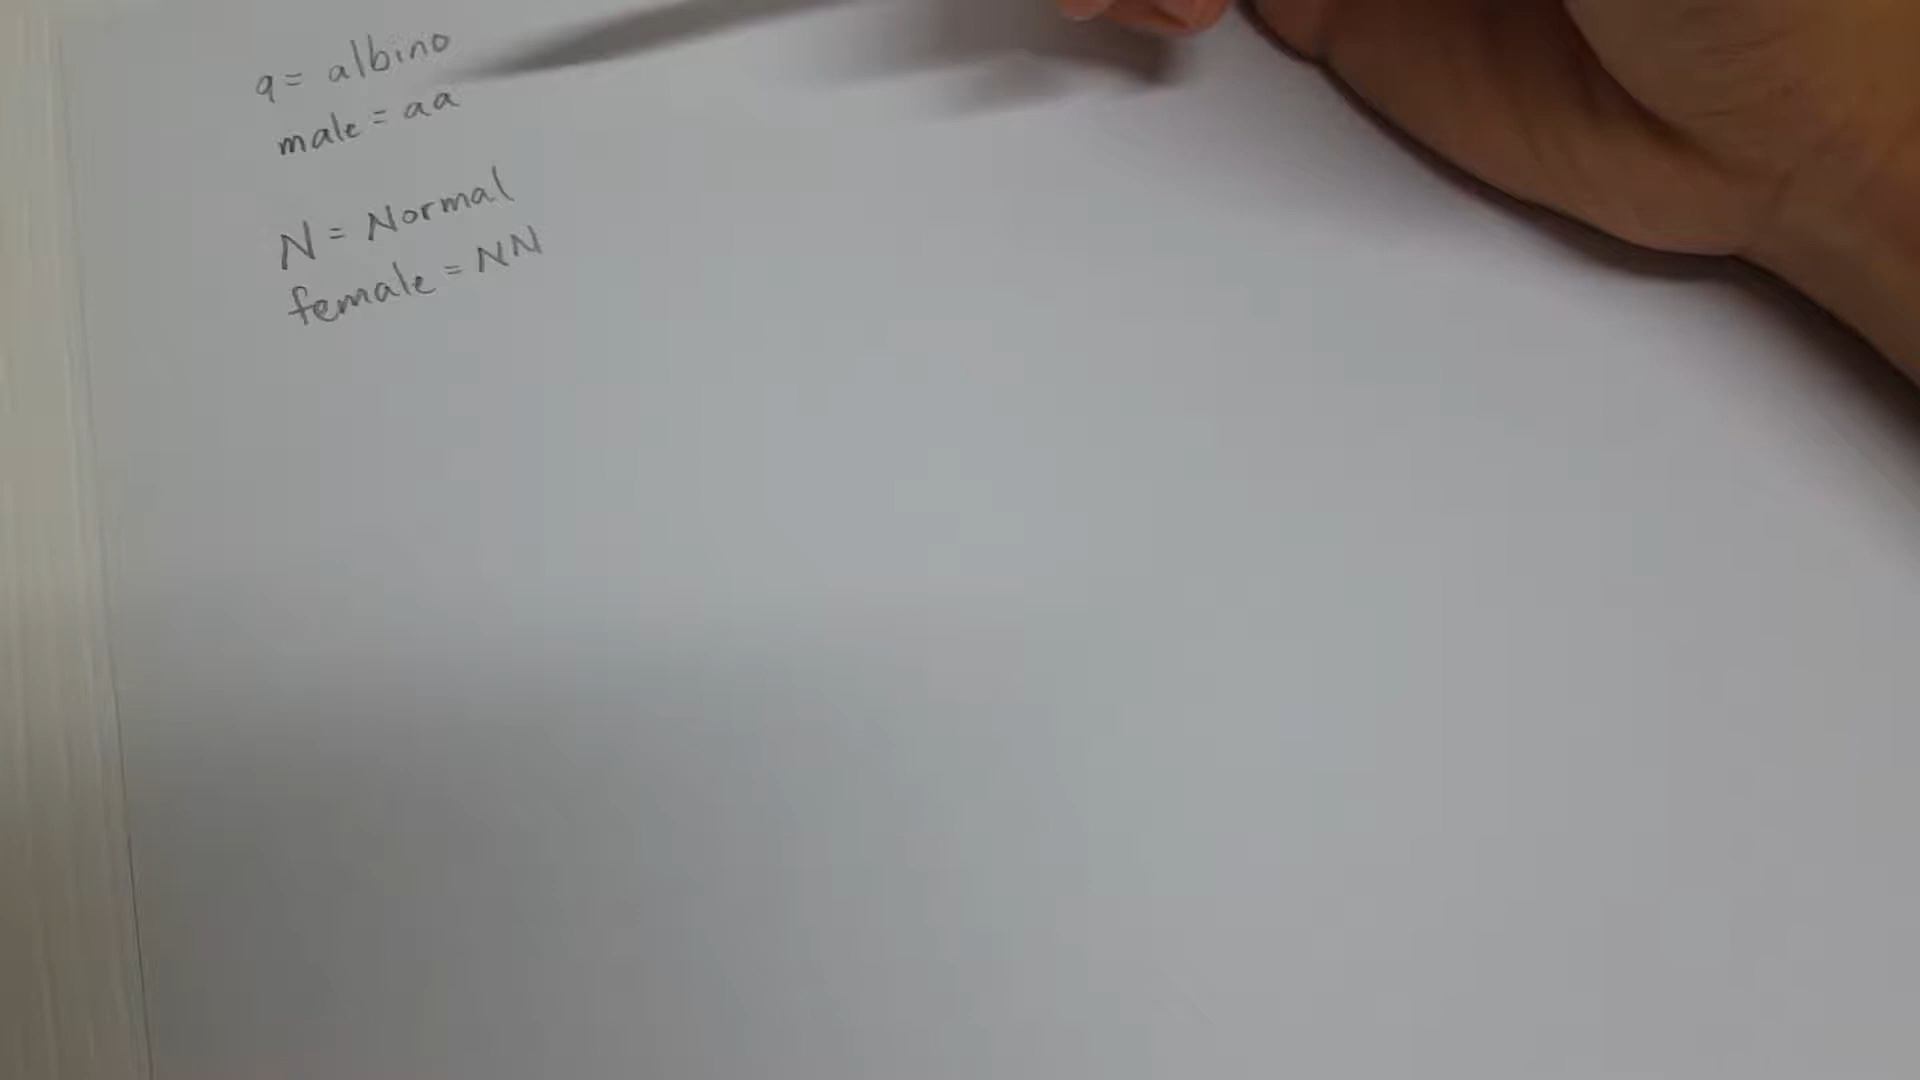 a = albino
male = aa
N = Normal
female = NN